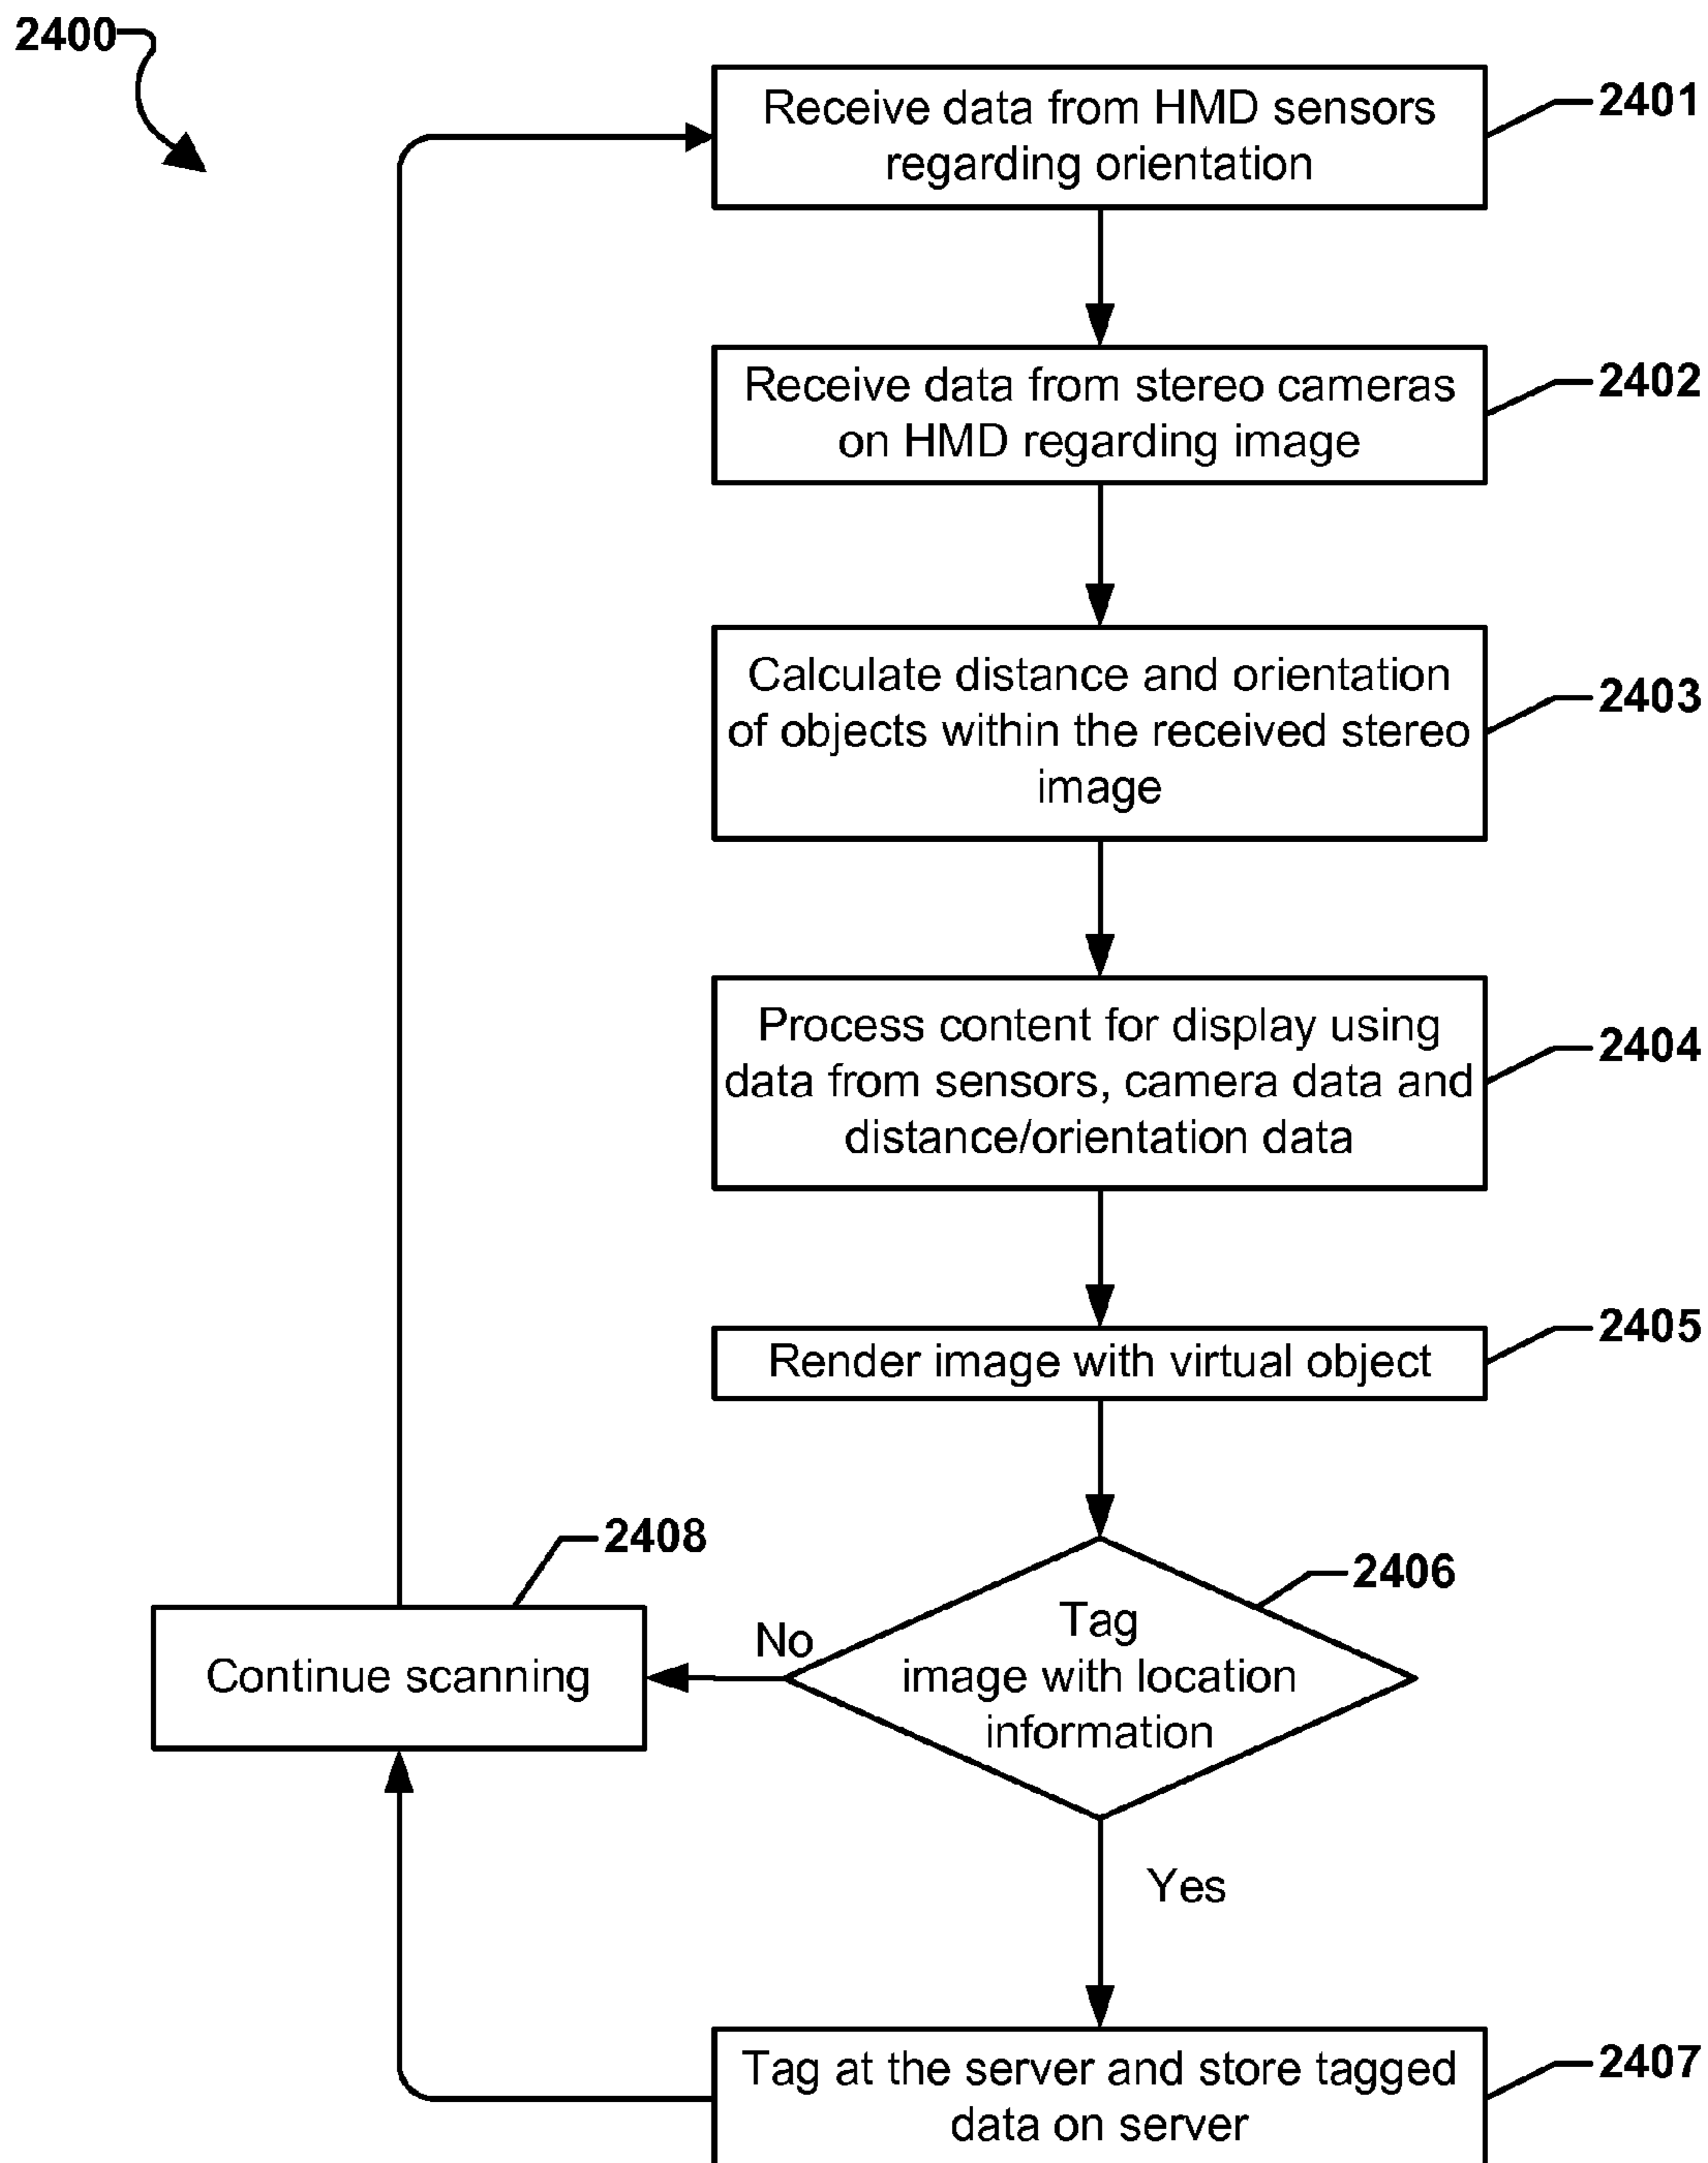 2400
Receive data from HMD sensors
regarding orientation
2401
Receive data from stereo cameras
on HMD regarding image
2402
Calculate distance and orientation
of objects within the received stereo
image
2403
Process content for display using
data from sensors, camera data and
distance/orientation data
2404
Render image with virtual object
2405
Tag
image with location
information
2406
No
Continue scanning
2408
Yes
Tag at the server and store tagged
data on server
2407